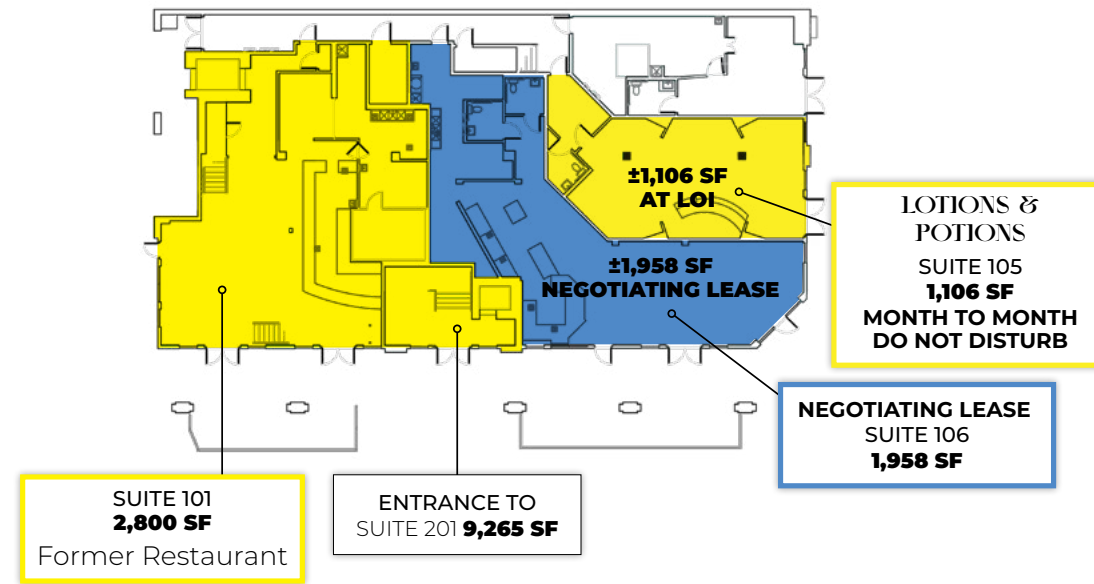 ±1,106 SF
AT LOI
±1,958 SF
NEGOTIATING LEASE
LOTIONS &
POTIONS
SUITE 105
1,106 SF
MONTH TO MONTH
DO NOT DISTURB
NEGOTIATING LEASE
SUITE 106
1,958 SF
SUITE 101
2,800 SF
Former Restaurant
ENTRANCE TO
SUITE 201 9,265 SF